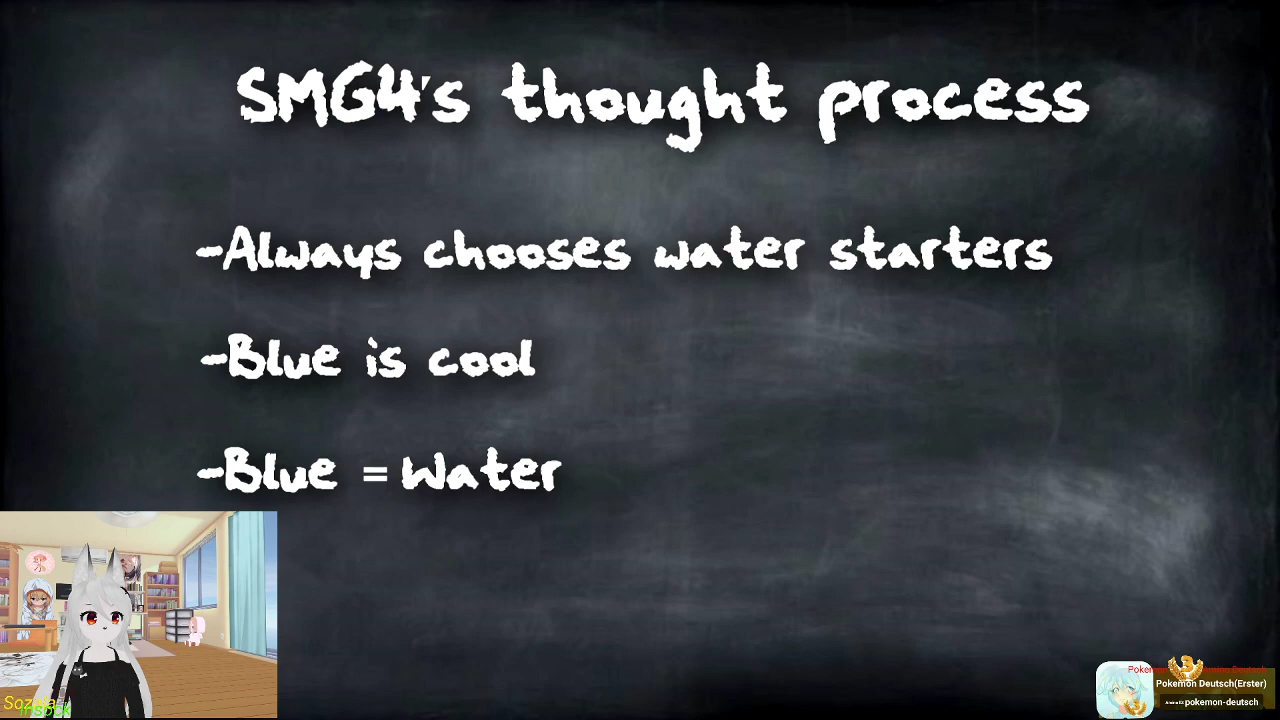 SMG4's thought process
-Always chooses water starters
-Blue is cool
-Blue = Water
Pokemon Deutsch(Erster)
pokemon-deutsch